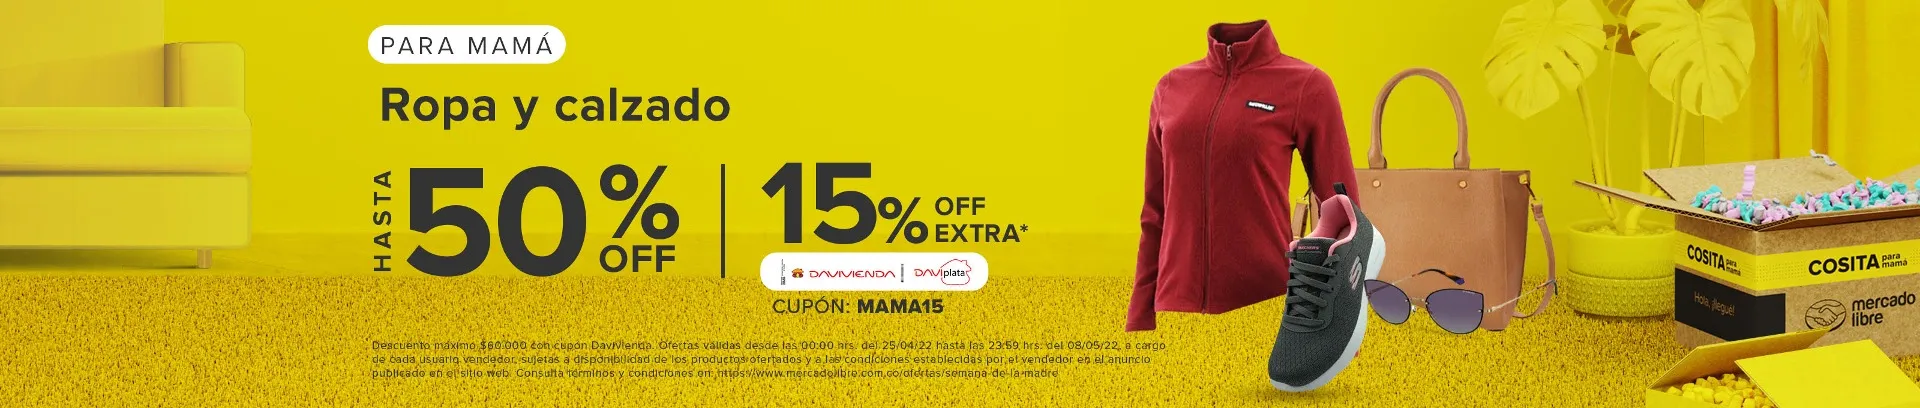 PARA MAMÁ
Ropa y calzado
HASTA
50%
OFF
15%
OFF
EXTRA*
DAVIVIENDA
DAVIplata
CUPÓN: MAMA15
Descuento máximo $60.000 con cupón Davivienda. Ofertas válidas desde las 00:00 hrs. del 25/04/22 hasta las 23:59 hrs. del 08/05/22, a cargo
de cada usuario vendedor, sujetas a disponibilidad de los productos ofertados y a las condiciones establecidas por el vendedor en el anuncio
publicado en el sitio web. Consulta términos y condiciones en: https://www.mercadolibre.com.co/ofertas/semana-de-la-madre
CATERPILLAR
SKECHERS
COSITA para mamá
COSITA para mamá
Hola, ¡llegué!
mercado
libre